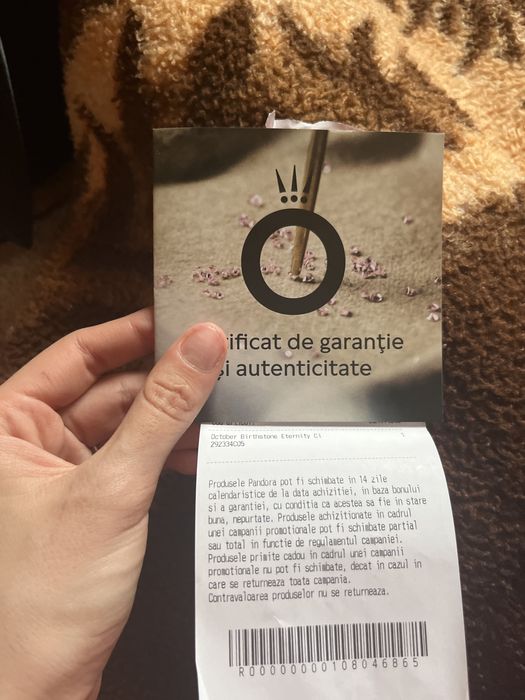 rificat de garanție
și autenticitate
October Birthstone Eternity Ci 1
292334C05
Produsele Pandora pot fi schimbate in 14 zile
calendaristice de la data achizitiei, in baza bonului
si a garantiei, cu conditia ca acestea sa fie in stare
buna, nepurtate. Produsele achizitionate in cadrul
unei campanii promotionale pot fi schimbate partial
sau total in functie de regulamentul campaniei.
Produsele primite cadou in cadrul unei campanii
promotionale nu pot fi schimbate, decat in cazul in
care se returneaza toata campania.
Contravaloarea produselor nu se returneaza.
R00000000108046865